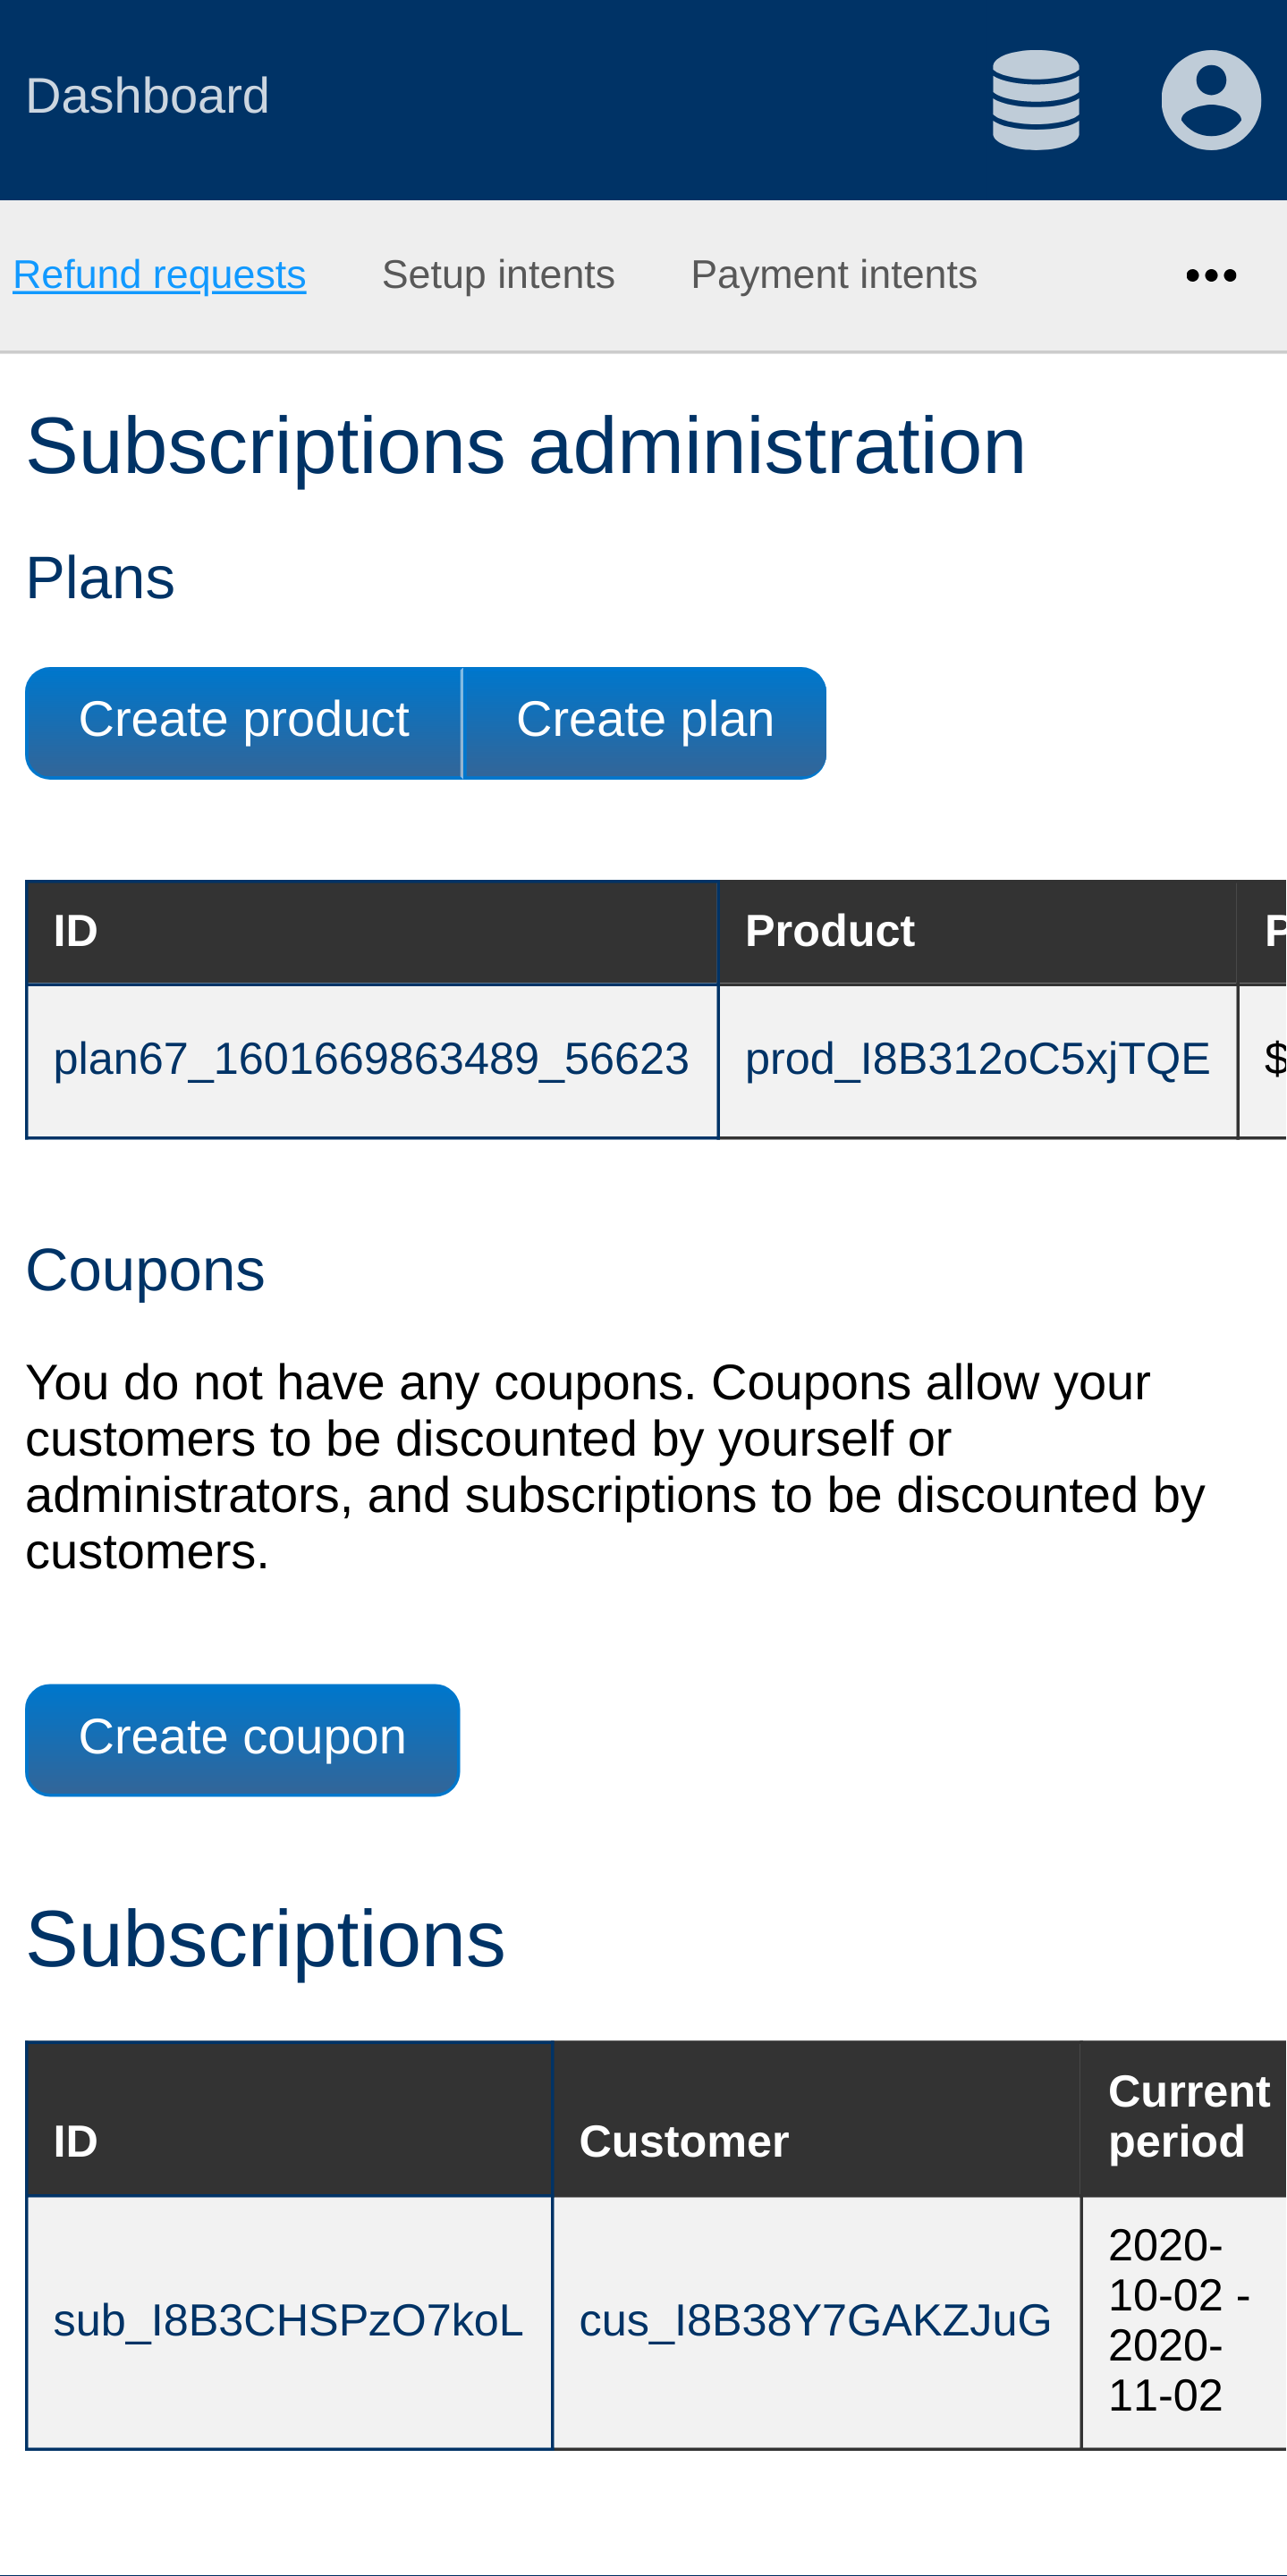 Dashboard
Refund requests Setup intents Payment intents •••
Subscriptions administration
Plans
Create product Create plan
ID Product P
plan67_1601669863489_56623 prod_I8B312oC5xjTQE $
Coupons
You do not have any coupons. Coupons allow your
customers to be discounted by yourself or
administrators, and subscriptions to be discounted by
customers.
Create coupon
Subscriptions
ID Customer Current
period
sub_I8B3CHSPzO7koL cus_I8B38Y7GAKZJuG 2020-
10-02 -
2020-
11-02